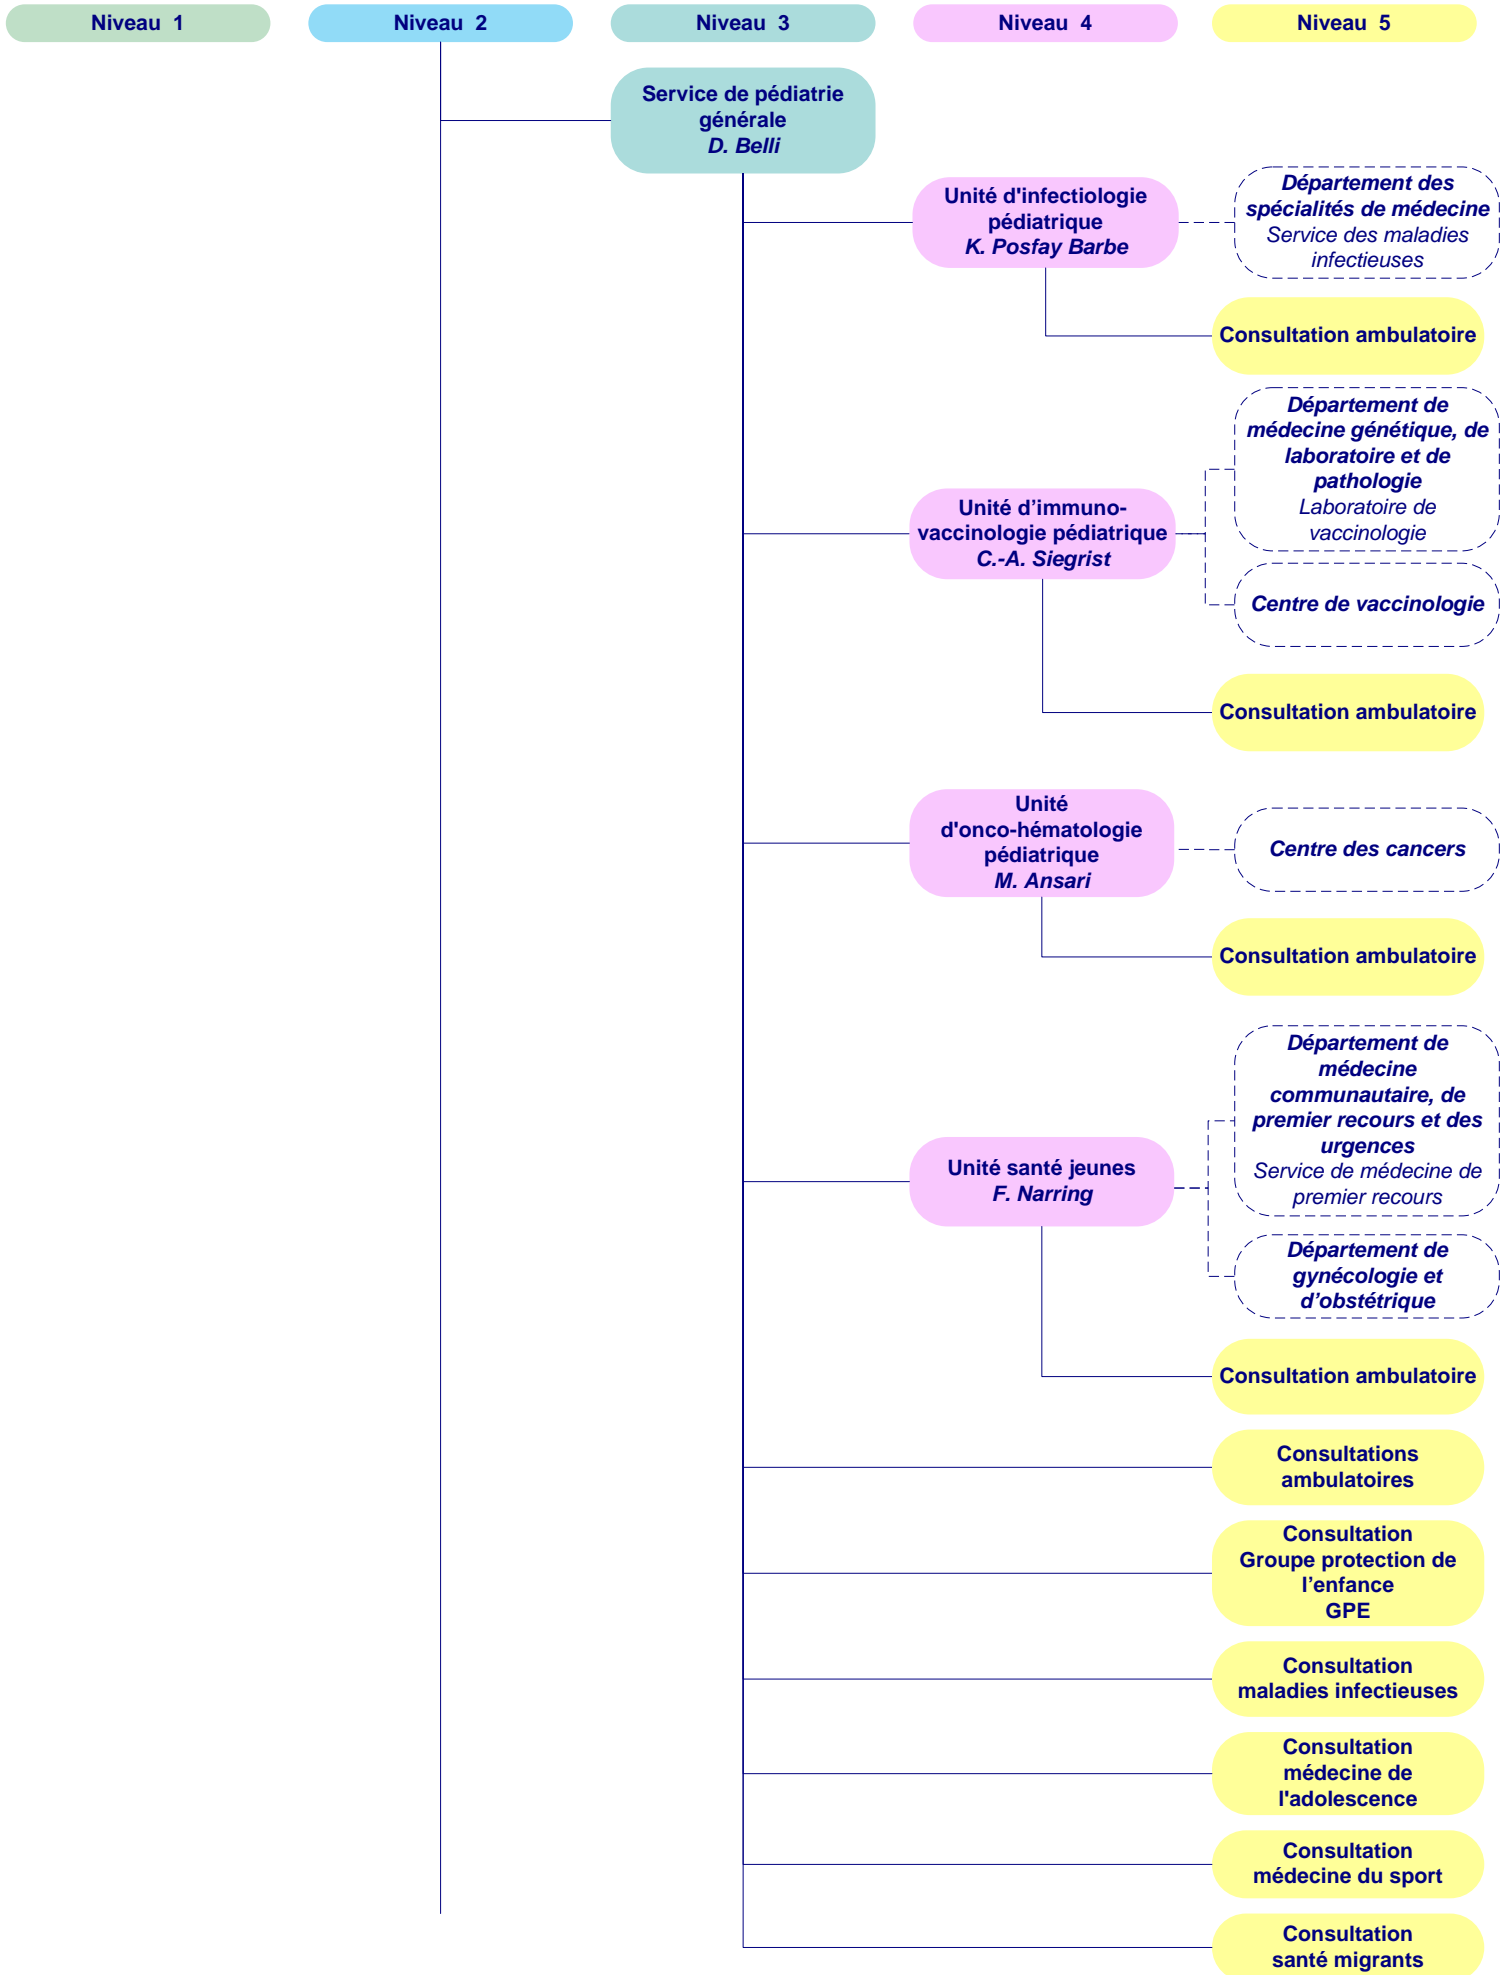 Niveau 1
Niveau 2
Niveau 3
Niveau 4
Niveau 5
Service de pédiatrie
générale
D. Belli
Unité d'infectiologie
pédiatrique
K. Posfay Barbe
Département des
spécialités de médecine
Service des maladies
infectieuses
Consultation ambulatoire
Département de
médecine génétique, de
laboratoire et de
pathologie
Laboratoire de
vaccinologie
Unité d’immuno-
vaccinologie pédiatrique
C.-A. Siegrist
Centre de vaccinologie
Consultation ambulatoire
Unité
d'onco-hématologie
pédiatrique
M. Ansari
Centre des cancers
Consultation ambulatoire
Département de
médecine
communautaire, de
premier recours et des
urgences
Service de médecine de
premier recours
Unité santé jeunes
F. Narring
Département de
gynécologie et
d’obstétrique
Consultation ambulatoire
Consultations
ambulatoires
Consultation
Groupe protection de
l’enfance
GPE
Consultation
maladies infectieuses
Consultation
médecine de
l'adolescence
Consultation
médecine du sport
Consultation
santé migrants